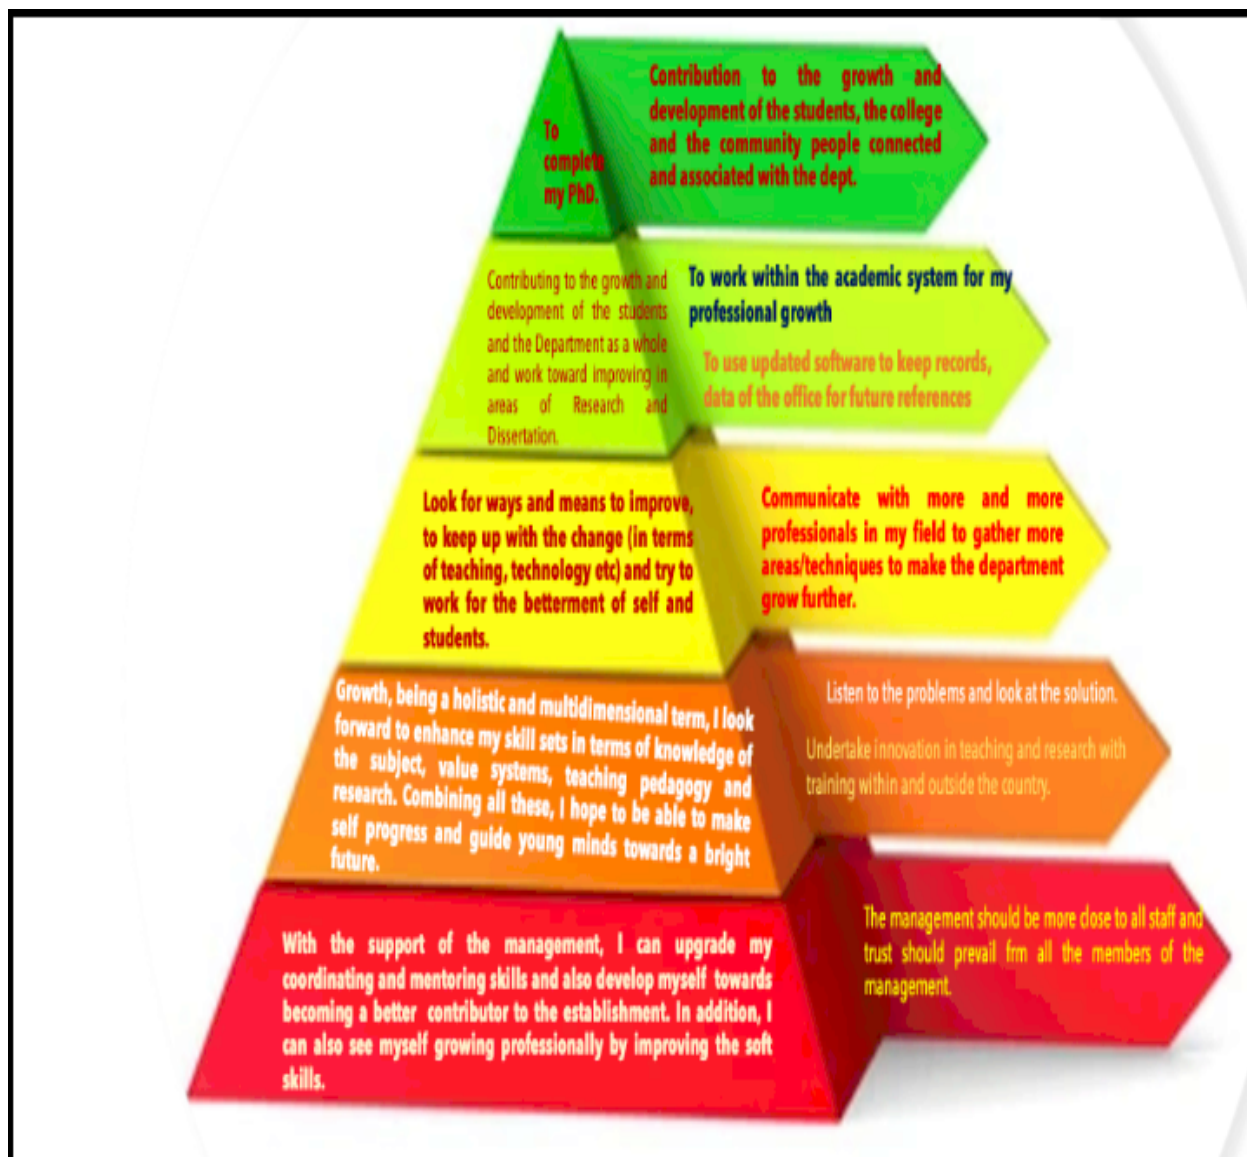 To
complete
my PhD.
Contribution to the growth and
development of the students, the college
and the community people connected
and associated with the dept.
Contributing to the growth and
development of the students
and the Department as a whole
and work toward improving in
areas of Research and
Dissertation.
To work within the academic system for my
professional growth
To use updated software to keep records,
data of the office for future references
Look for ways and means to improve,
to keep up with the change (in terms
of teaching, technology etc) and try to
work for the betterment of self and
students.
Communicate with more and more
professionals in my field to gather more
areas/techniques to make the department
grow further.
Growth, being a holistic and multidimensional term, I look
forward to enhance my skill sets in terms of knowledge of
the subject, value systems, teaching pedagogy and
research. Combining all these, I hope to be able to make
self progress and guide young minds towards a bright
future.
Listen to the problems and look at the solution.
Undertake innovation in teaching and research with
training within and outside the country.
With the support of the management, I can upgrade my
coordinating and mentoring skills and also develop myself towards
becoming a better contributor to the establishment. In addition, I
can also see myself growing professionally by improving the soft
skills.
The management should be more close to all staff and
trust should prevail frm all the members of the
management.